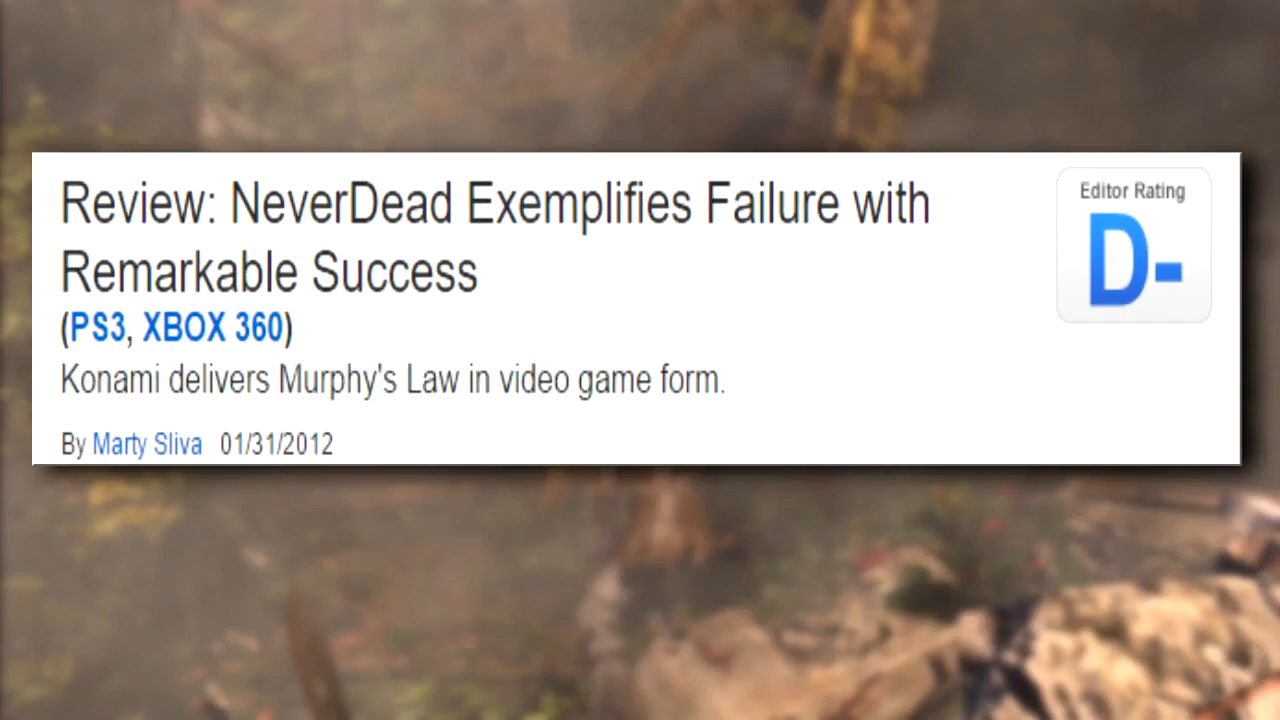 Review: NeverDead Exemplifies Failure with
Remarkable Success
(PS3, XBOX 360)
Konami delivers Murphy's Law in video game form.
By Marty Sliva 01/31/2012
Editor Rating
D-